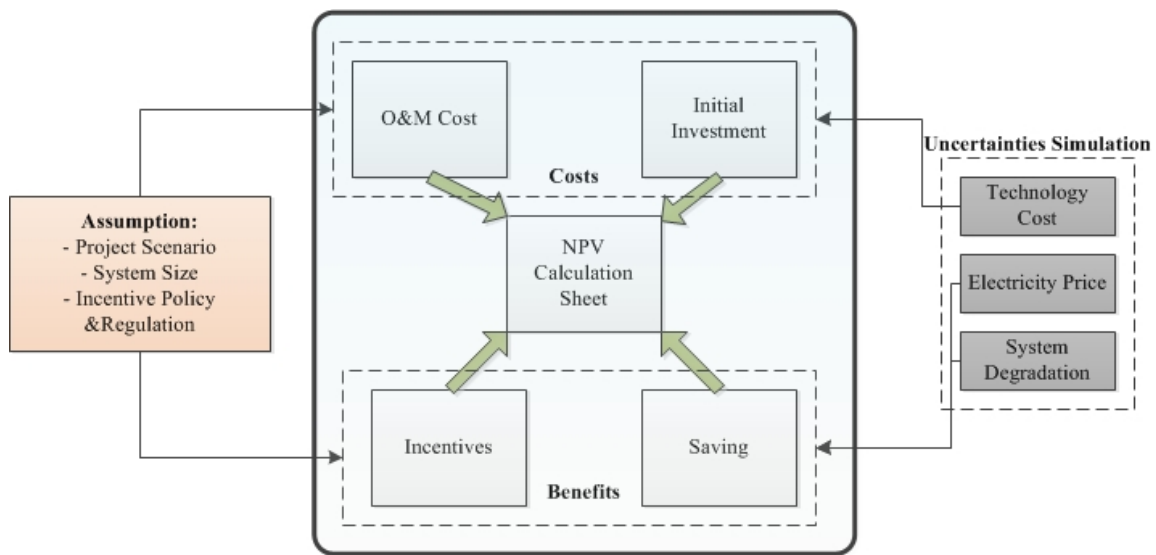 O&M Cost
Initial
Investment
Costs
Uncertainties Simulation
Technology
Cost
Electricity Price
System
Degradation
Assumption:
- Project Scenario
- System Size
- Incentive Policy
&Regulation
NPV
Calculation
Sheet
Incentives
Saving
Benefits